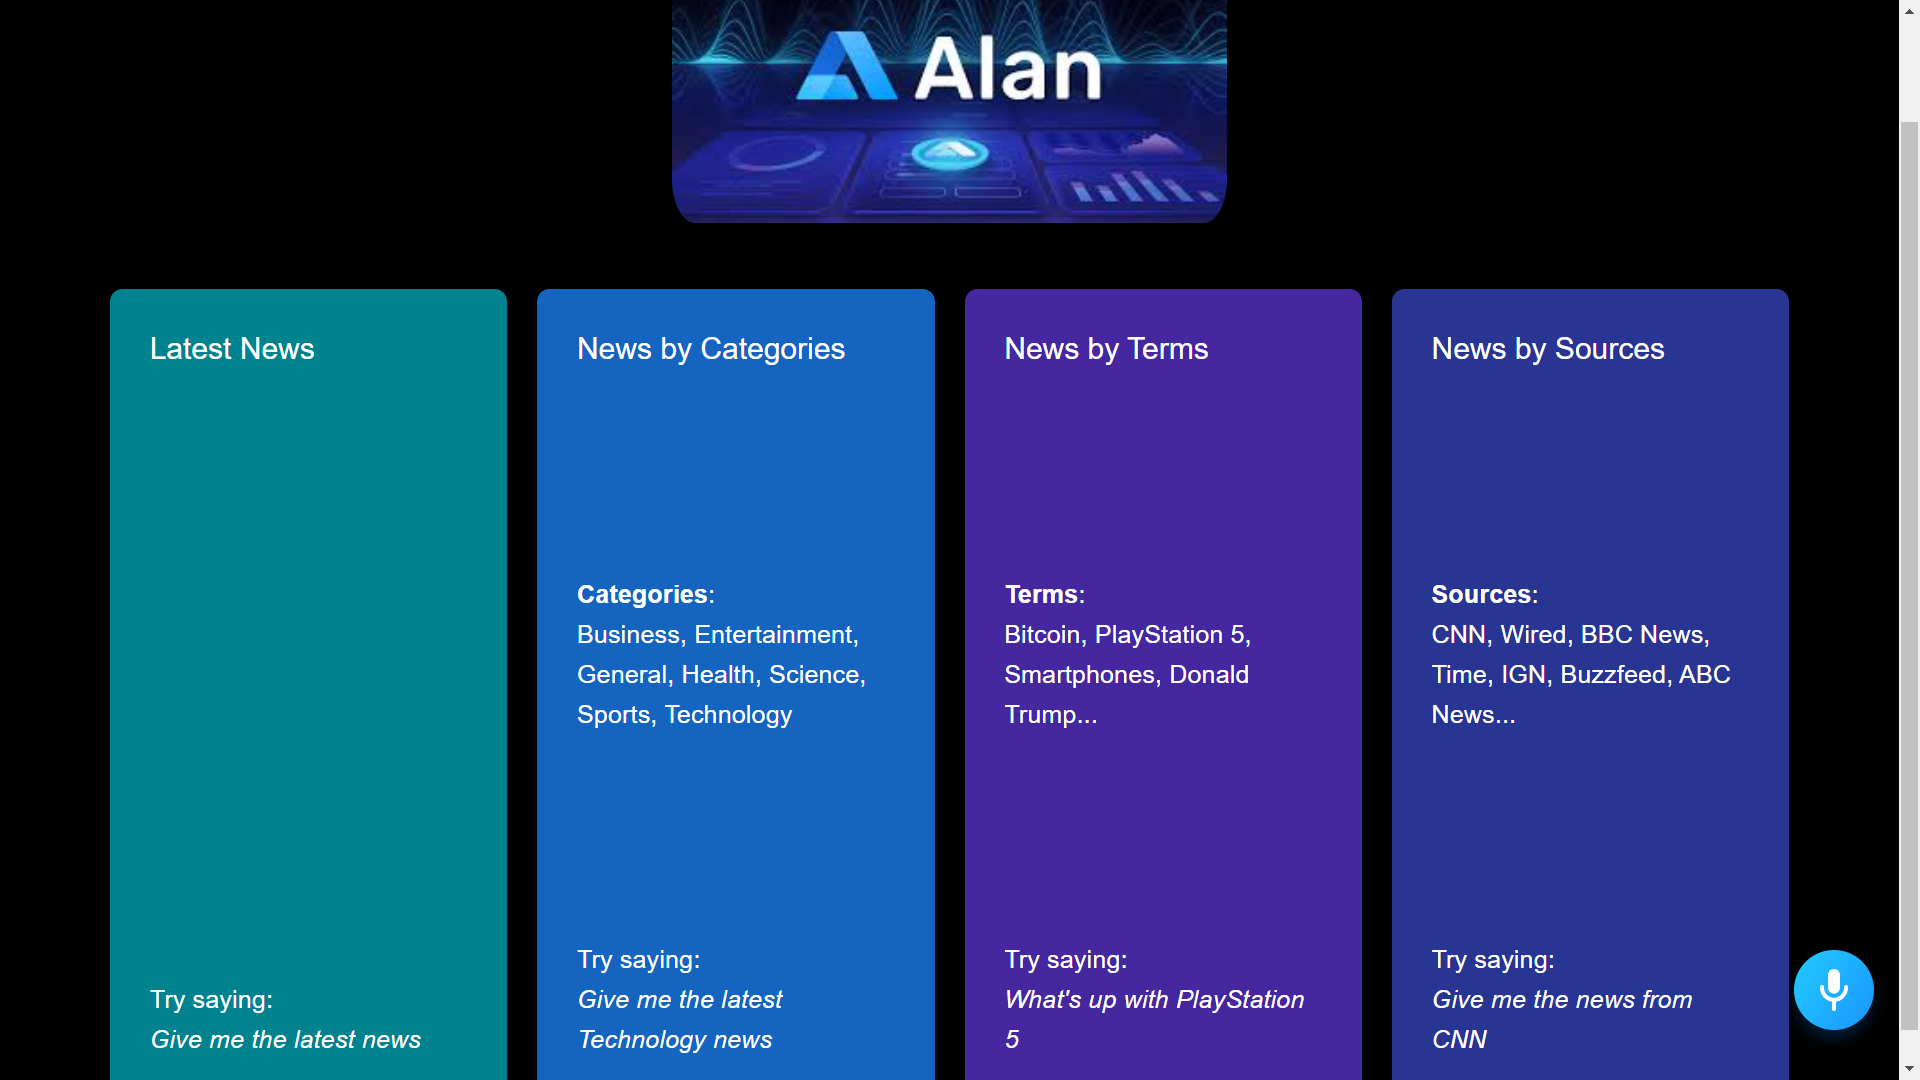 Alan
Latest News
Try saying:
Give me the latest news
News by Categories
Categories:
Business, Entertainment,
General, Health, Science,
Sports, Technology
Try saying:
Give me the latest
Technology news
News by Terms
Terms:
Bitcoin, PlayStation 5,
Smartphones, Donald
Trump...
Try saying:
What's up with PlayStation
5
News by Sources
Sources:
CNN, Wired, BBC News,
Time, IGN, Buzzfeed, ABC
News...
Try saying:
Give me the news from
CNN